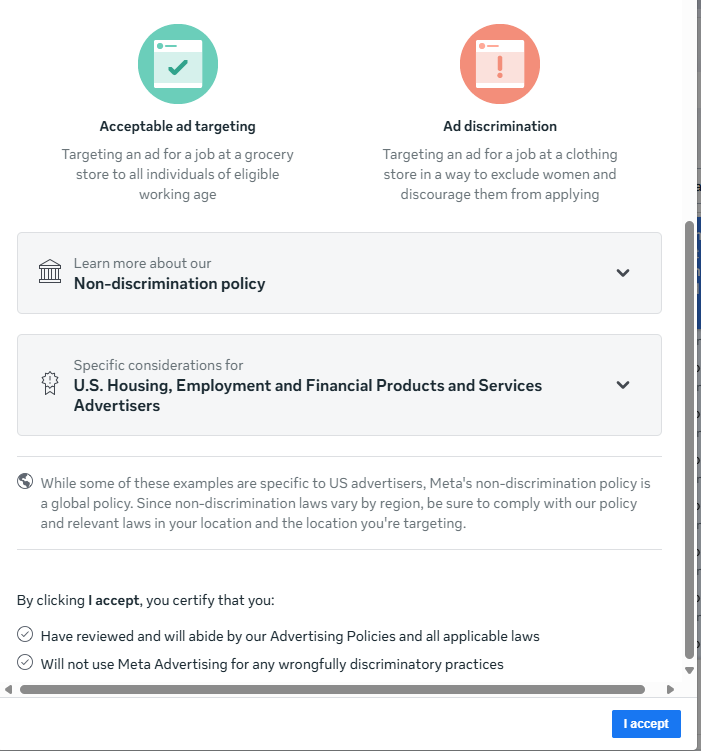 Acceptable ad targeting
Targeting an ad for a job at a grocery
store to all individuals of eligible
working age
Ad discrimination
Targeting an ad for a job at a clothing
store in a way to exclude women and
discourage them from applying
Learn more about our
Non-discrimination policy
Specific considerations for
U.S. Housing, Employment and Financial Products and Services
Advertisers
While some of these examples are specific to US advertisers, Meta's non-discrimination policy is
a global policy. Since non-discrimination laws vary by region, be sure to comply with our policy
and relevant laws in your location and the location you're targeting.
By clicking I accept, you certify that you:
Have reviewed and will abide by our Advertising Policies and all applicable laws
Will not use Meta Advertising for any wrongfully discriminatory practices
I accept